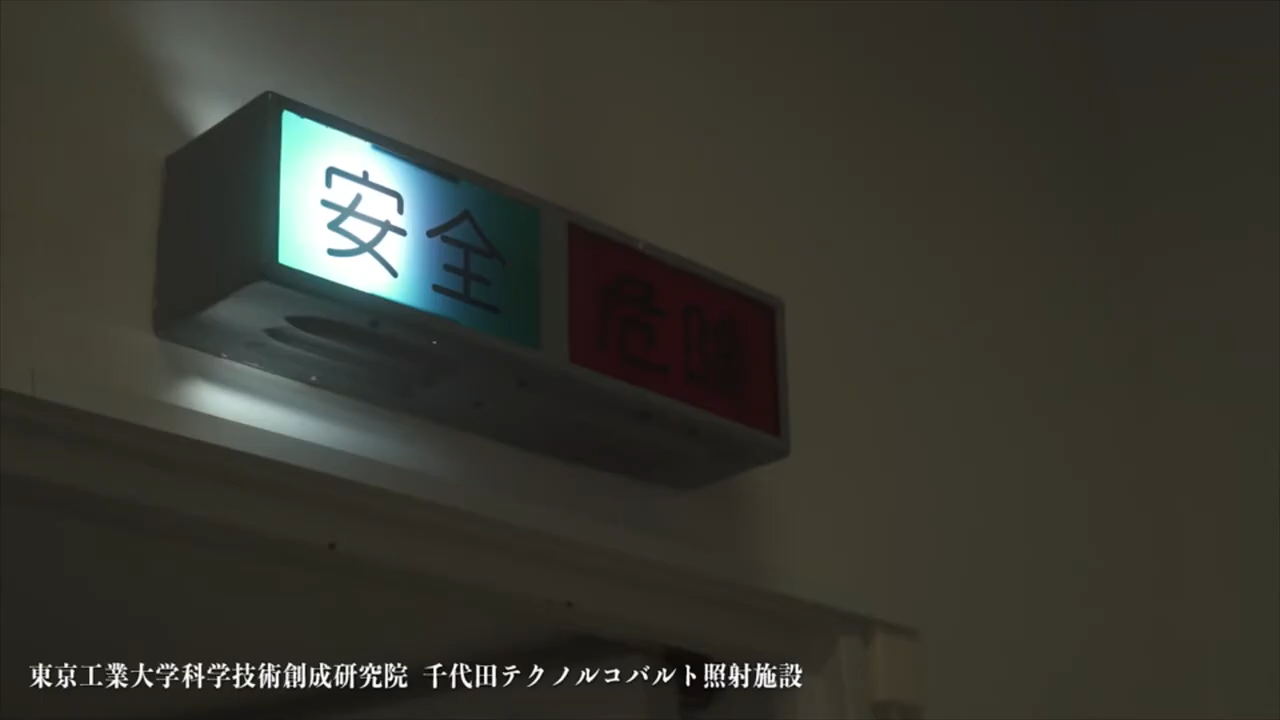 安全
危険
東京工業大学科学技術創成研究院 千代田テクノルコバルト照射施設